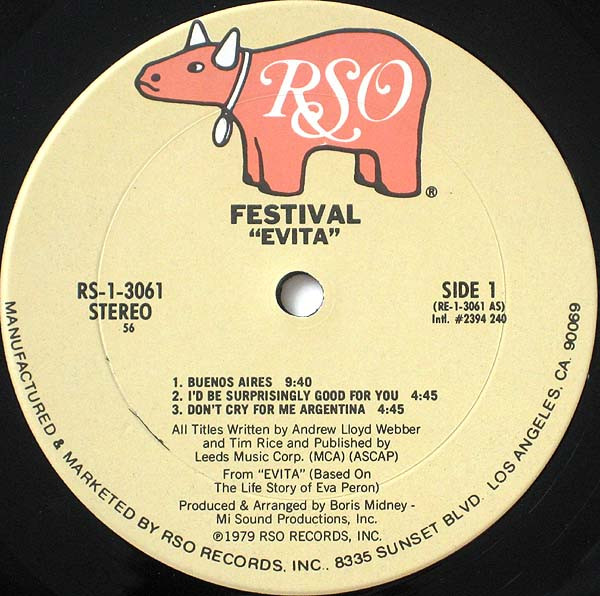 RSO
®
FESTIVAL
"EVITA"
RS-1-3061
STEREO
56
SIDE 1
(RE-1-3061 AS)
Intl. #2394 240
1. BUENOS AIRES 9:40
2. I'D BE SURPRISINGLY GOOD FOR YOU 4:45
3. DON'T CRY FOR ME ARGENTINA 4:45
All Titles Written by Andrew Lloyd Webber
and Tim Rice and Published by
Leeds Music Corp. (MCA) (ASCAP)
From "EVITA" (Based On
The Life Story of Eva Peron)
Produced & Arranged by Boris Midney -
Mi Sound Productions, Inc.
℗1979 RSO RECORDS, INC.
MANUFACTURED & MARKETED BY RSO RECORDS, INC., 8335 SUNSET BLVD. LOS ANGELES, CA. 90069